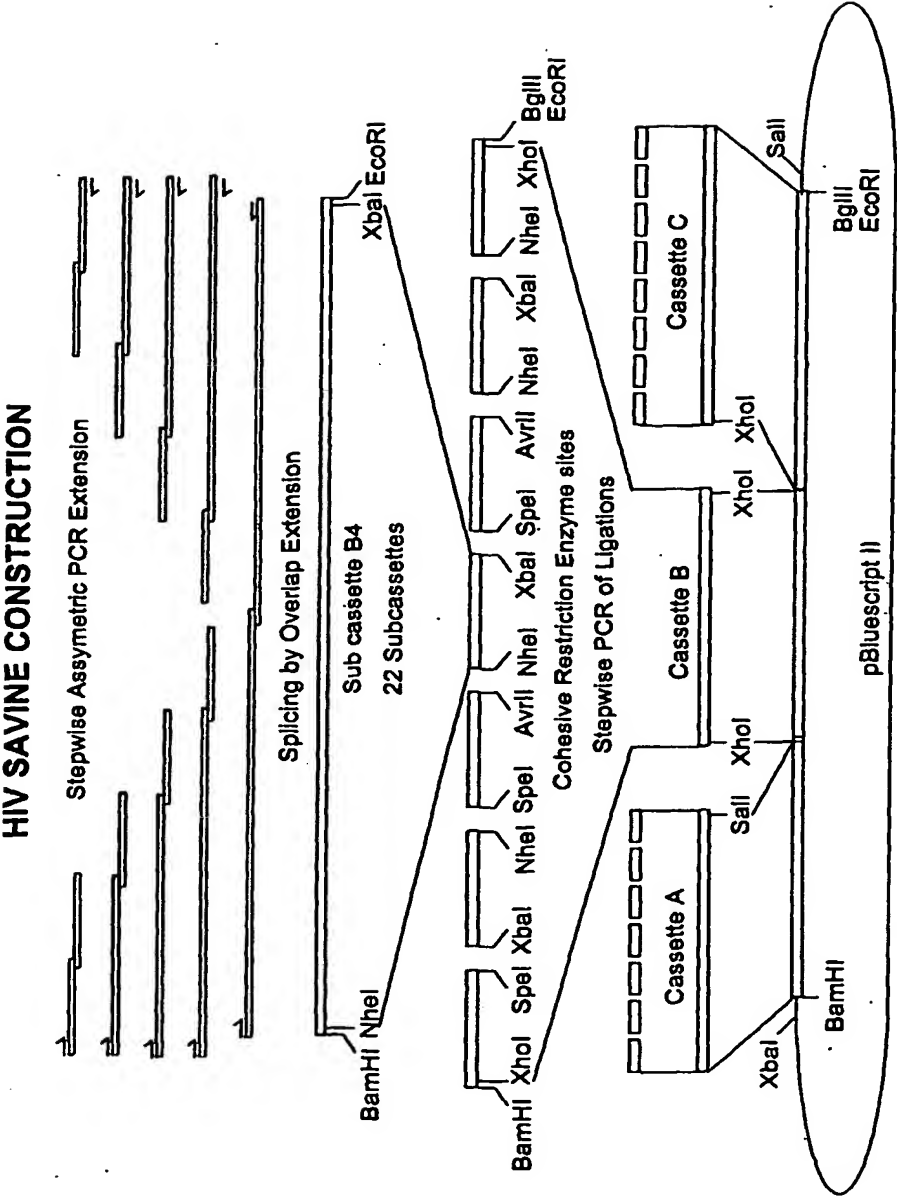 HIV SAVINE CONSTRUCTION
Stepwise Assymetric PCR Extension
Splicing by Overlap Extension
BamHI NheI
Sub cassette B4
22 Subcassettes
XbaI EcoRI
BamHI XhoI SpeI XbaI NheI SpeI AvrII NheI XbaI SpeI AvrII NheI XbaI NheI XhoI BglII
EcoRI
Cohesive Restriction Enzyme sites
Stepwise PCR of Ligations
Cassette A
SalI
XhoI
Cassette B
XhoI
XhoI
Cassette C
XbaI
BamHI
SalI
BglII
EcoRI
pBluescript II